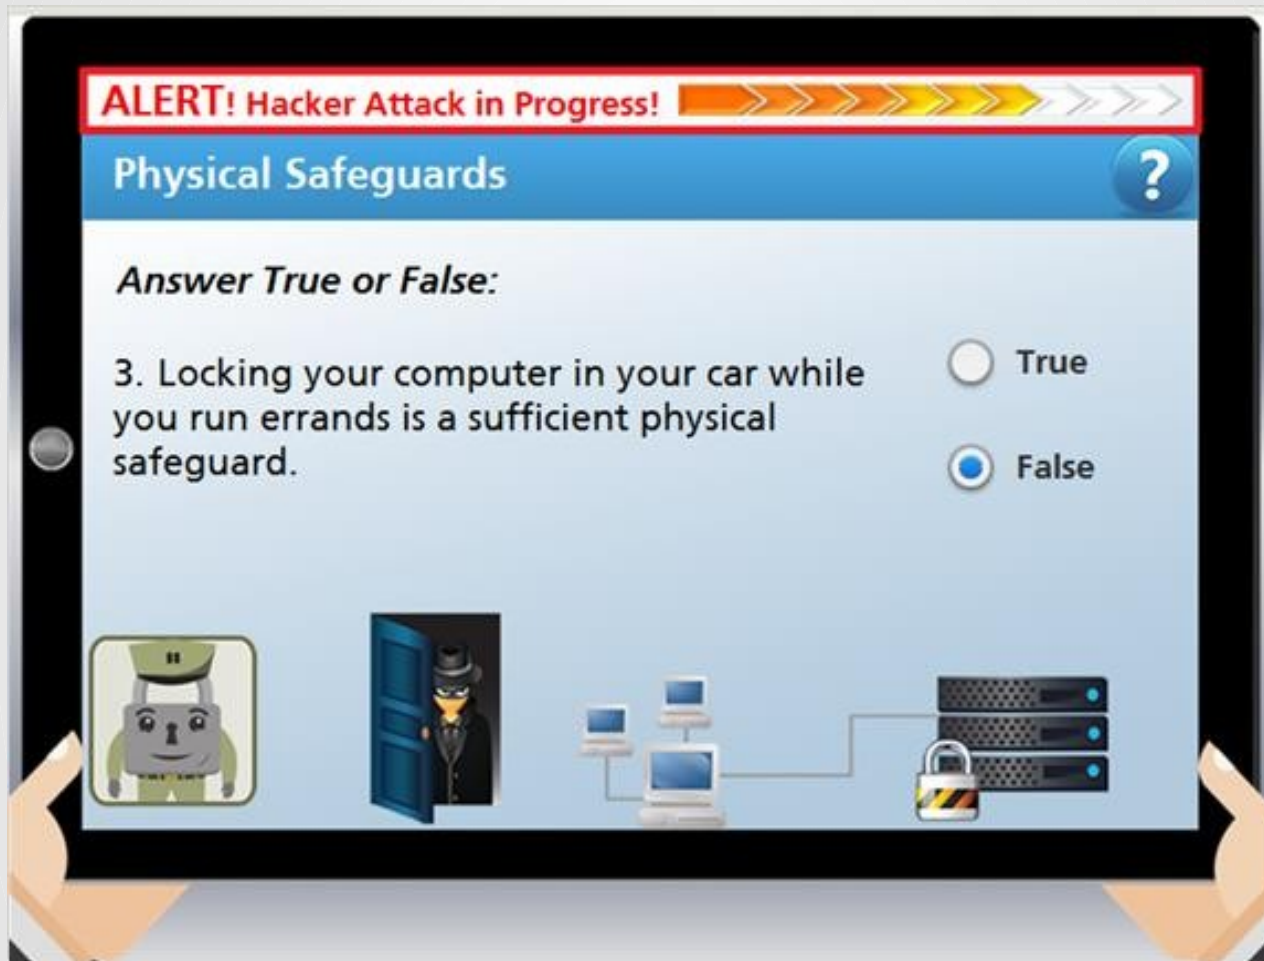 ALERT! Hacker Attack in Progress!
Physical Safeguards
?
Answer True or False:
3. Locking your computer in your car while
you run errands is a sufficient physical
safeguard.
True
False